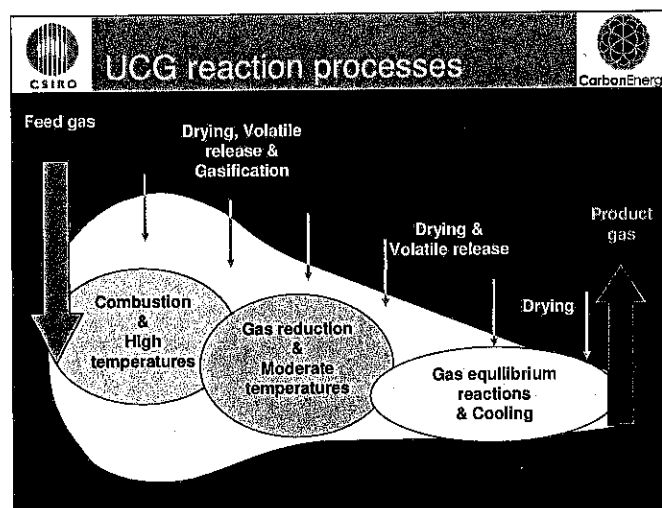 CSIRO
UCG reaction processes
CarbonEnerg
Feed gas
Drying, Volatile
release &
Gasification
Drying &
Volatile release
Product
gas
Drying
Combustion
&
High
temperatures
Gas reduction
&
Moderate
temperatures
Gas equilibrium
reactions
& Cooling